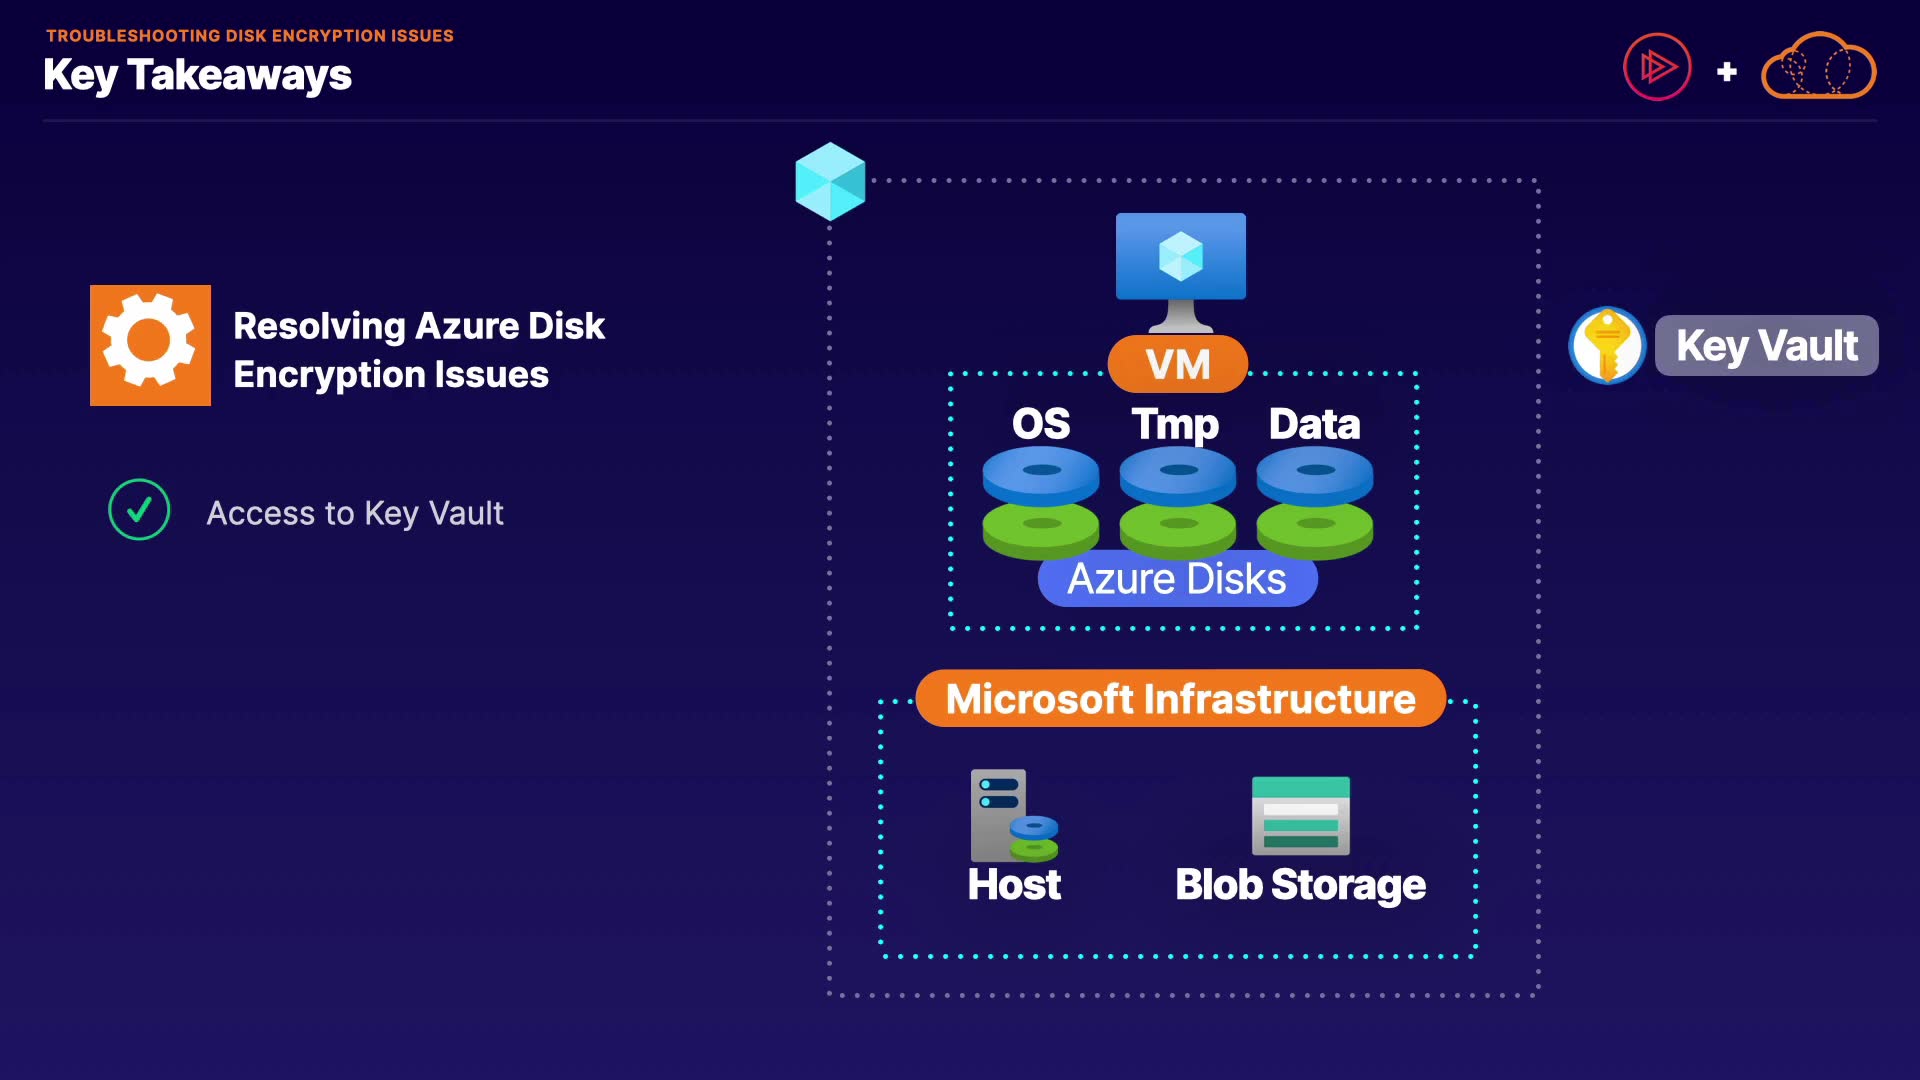 TROUBLESHOOTING DISK ENCRYPTION ISSUES
Key Takeaways
Resolving Azure Disk
Encryption Issues
Access to Key Vault
VM
OS Tmp Data
Azure Disks
Key Vault
Microsoft Infrastructure
Host Blob Storage